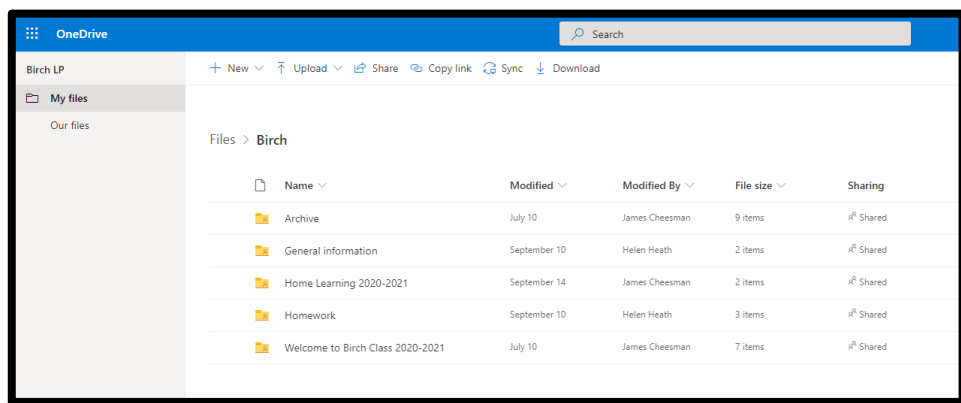 OneDrive Search
Birch LP
New Upload Share Copy link Sync Download
My files
Our files
Files > Birch
Name Modified Modified By File size Sharing
Archive July 10 James Cheesman 9 items Shared
General information September 10 Helen Heath 2 items Shared
Home Learning 2020-2021 September 14 James Cheesman 2 items Shared
Homework September 10 Helen Heath 3 items Shared
Welcome to Birch Class 2020-2021 July 10 James Cheesman 7 items Shared